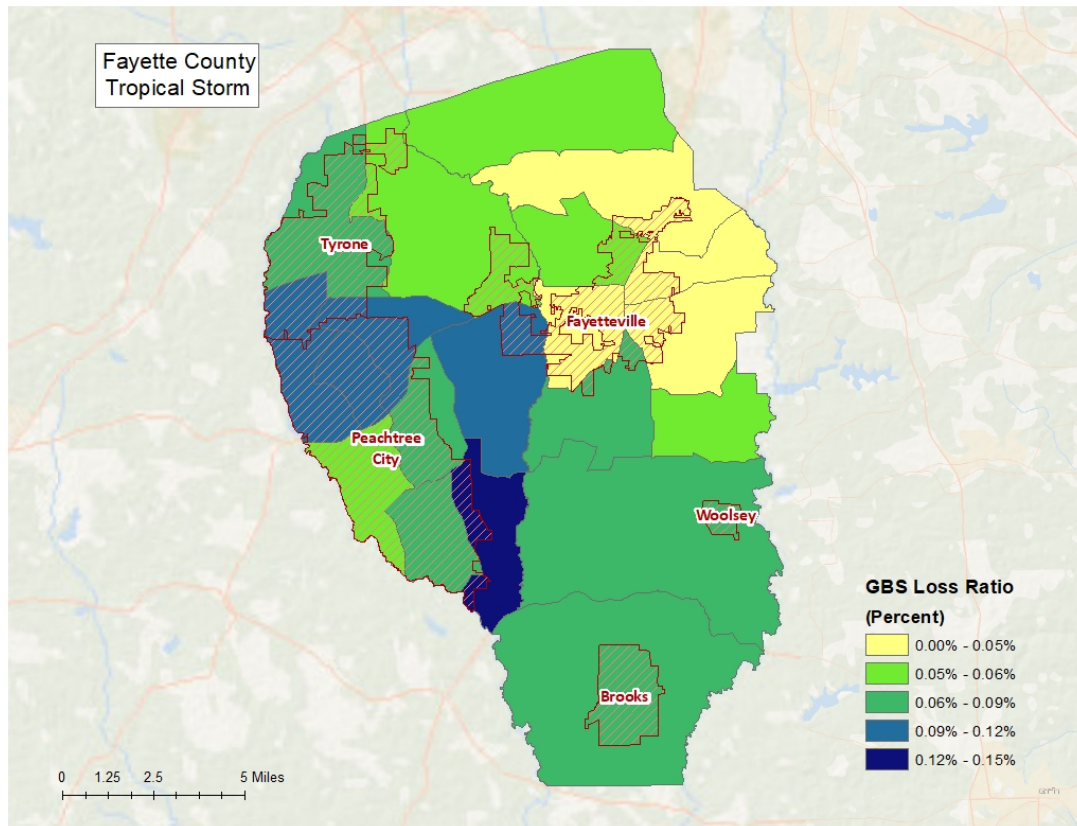 Fayette County
Tropical Storm
Tyrone
Fayetteville
Peachtree
City
Woolsey
Brooks
GBS Loss Ratio
(Percent)
0.00% - 0.05%
0.05% - 0.06%
0.06% - 0.09%
0.09% - 0.12%
0.12% - 0.15%
0 1.25 2.5 5 Miles